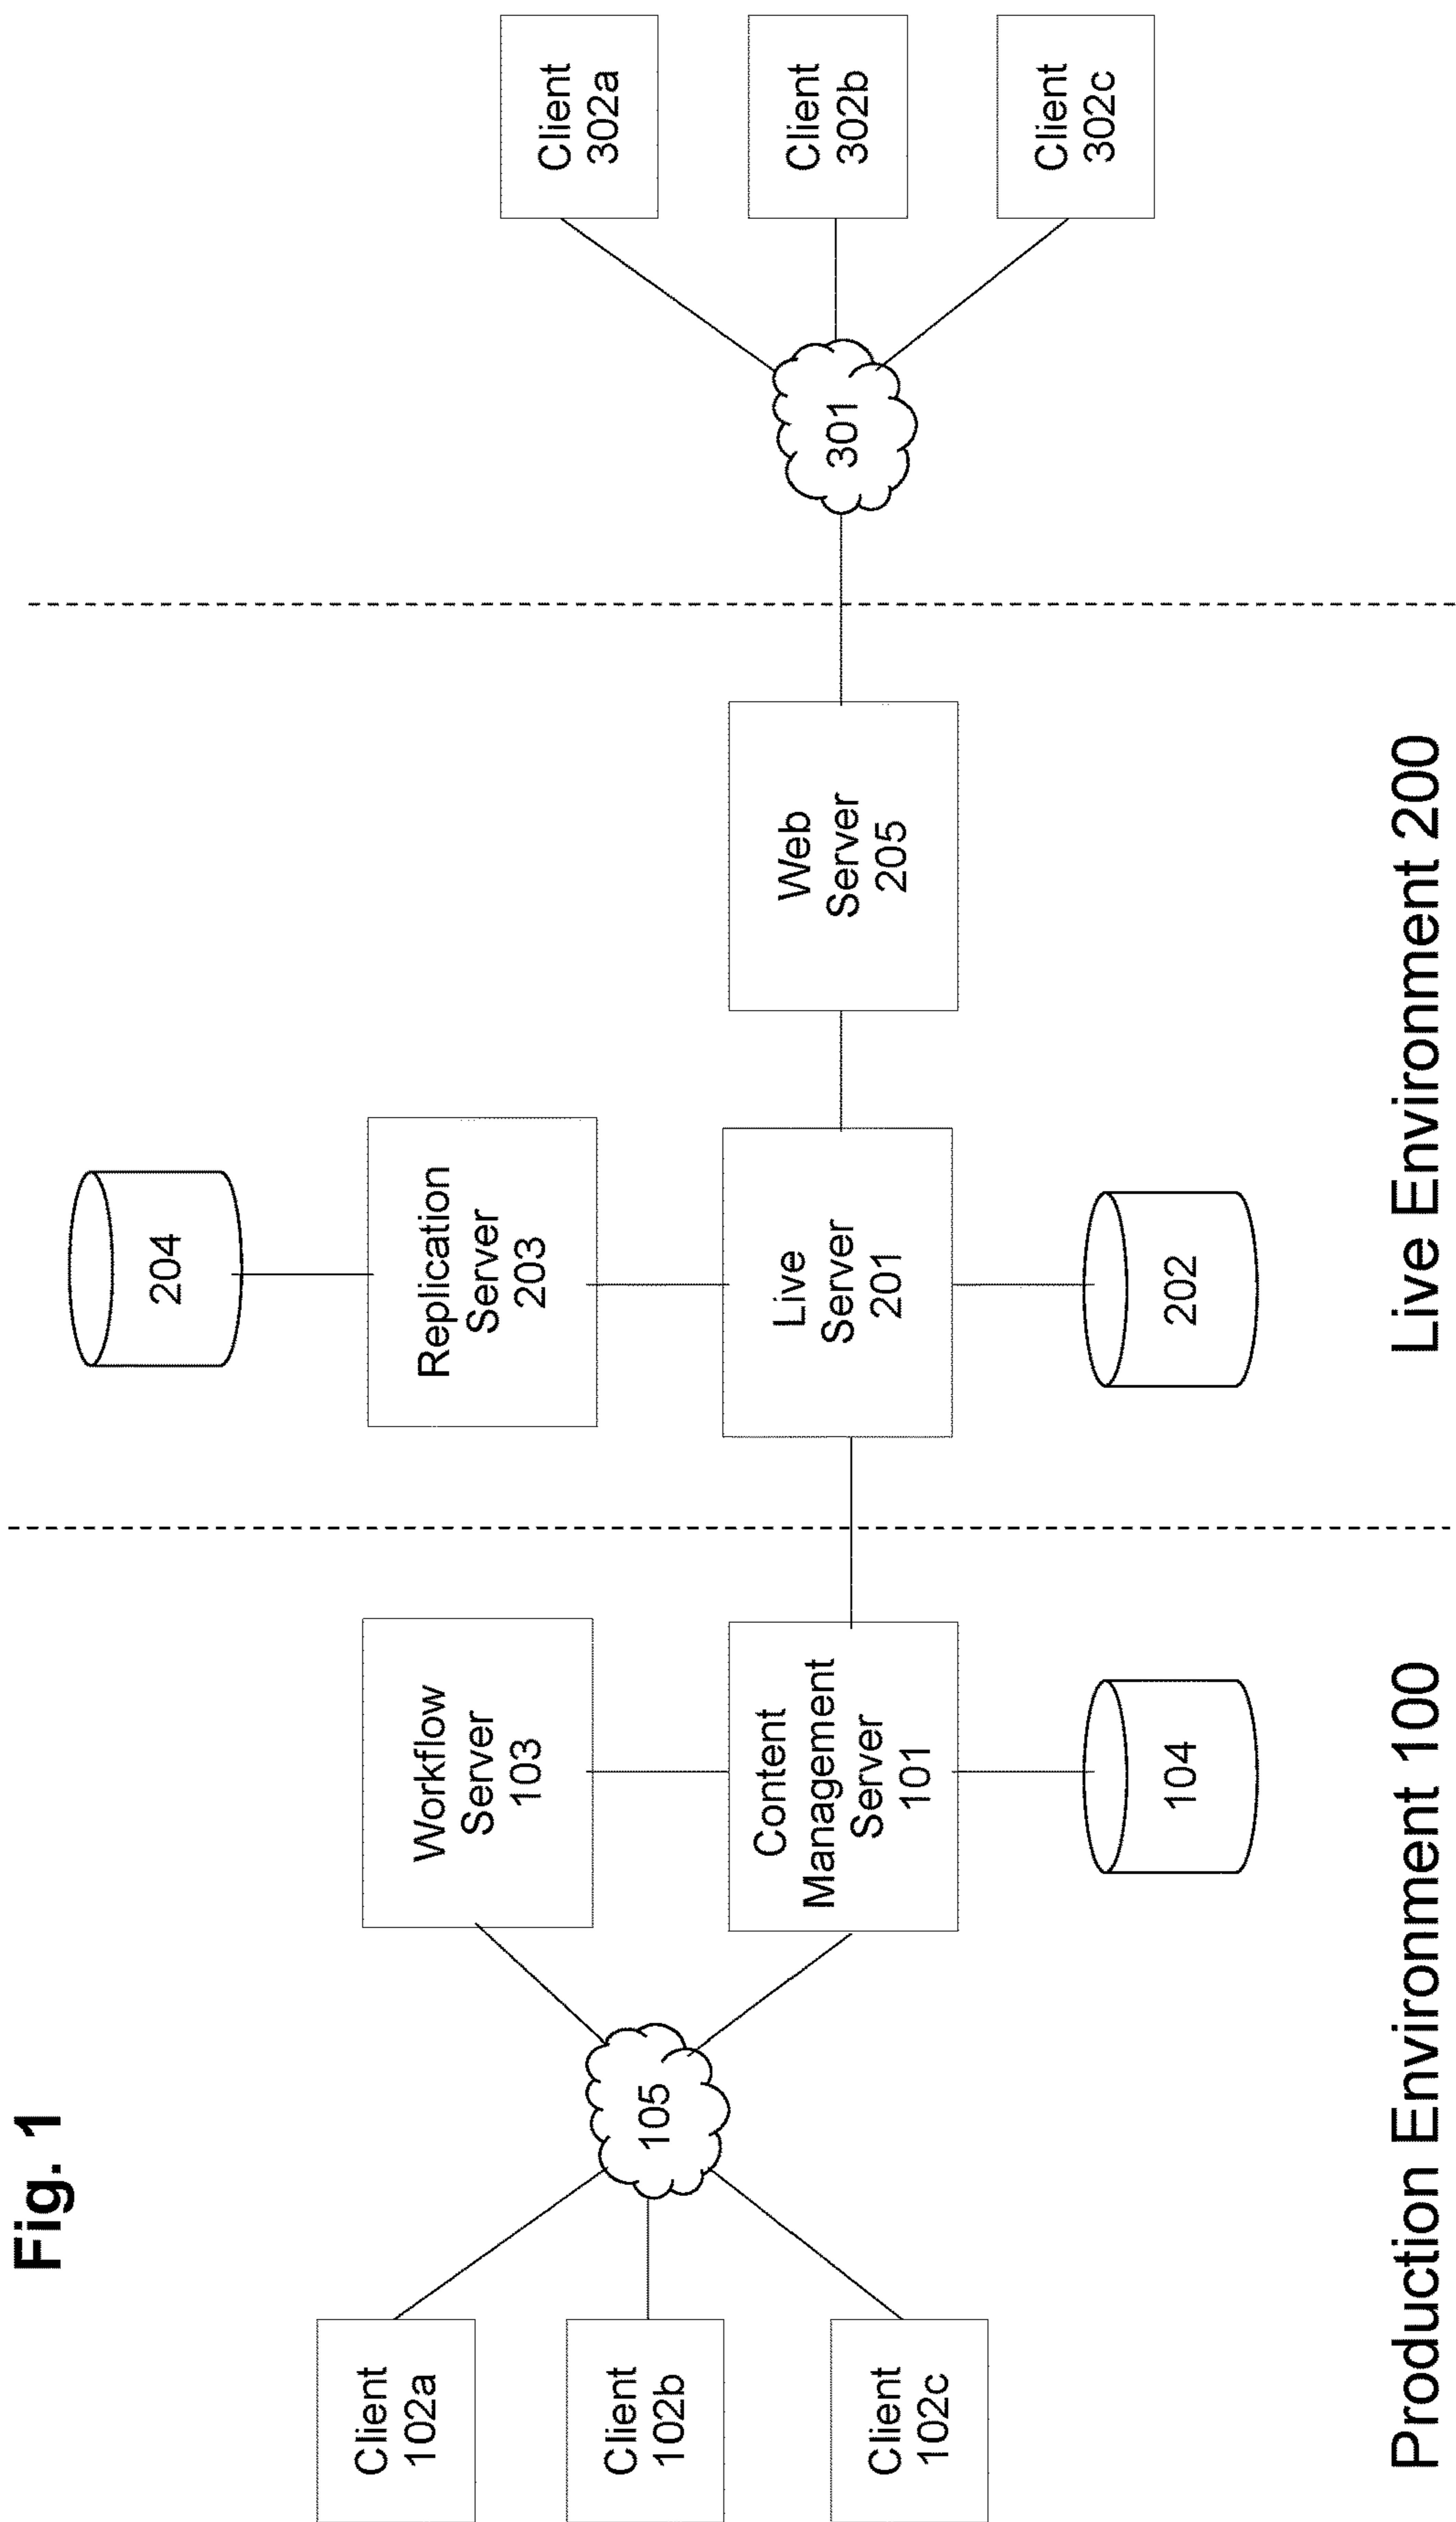 Fig. 1
Client
102a
Client
102b
Client
102c
105
Workflow
Server
103
Content
Management
Server
101
104
204
Replication
Server
203
Live
Server
201
202
Web
Server
205
301
Client
302a
Client
302b
Client
302c
Production Environment 100
Live Environment 200